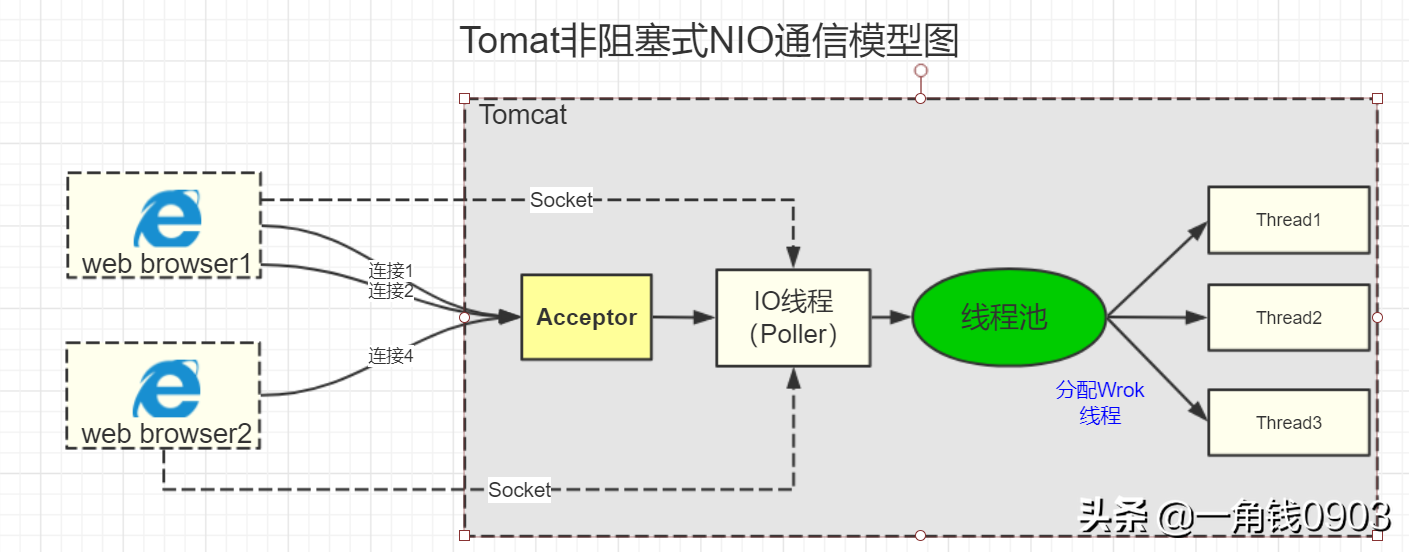 Tomat非阻塞式NIO通信模型图
Tomcat
Socket
web browser1
连接1
连接2
Acceptor
IO线程
（Poller）
线程池
Thread1
Thread2
Thread3
连接4
web browser2
分配Wrok
线程
Socket
头条 @一角钱0903